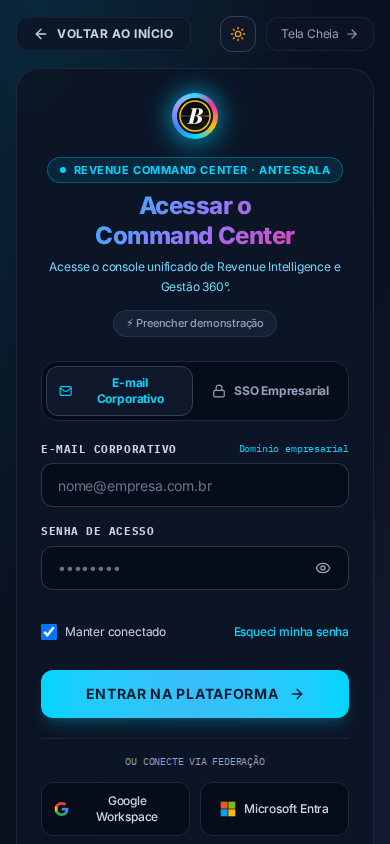 VOLTAR AO INÍCIO
Tela Cheia
B
REVENUE COMMAND CENTER · ANTESSALA
Acessar o
Command Center
Acesse o console unificado de Revenue Intelligence e
Gestão 360°.
⚡ Preencher demonstração
E-mail
Corporativo
SSO Empresarial
E-MAIL CORPORATIVO
Domínio empresarial
nome@empresa.com.br
SENHA DE ACESSO
••••••••
Manter conectado
Esqueci minha senha
ENTRAR NA PLATAFORMA
OU CONECTE VIA FEDERAÇÃO
Google
Workspace
Microsoft Entra